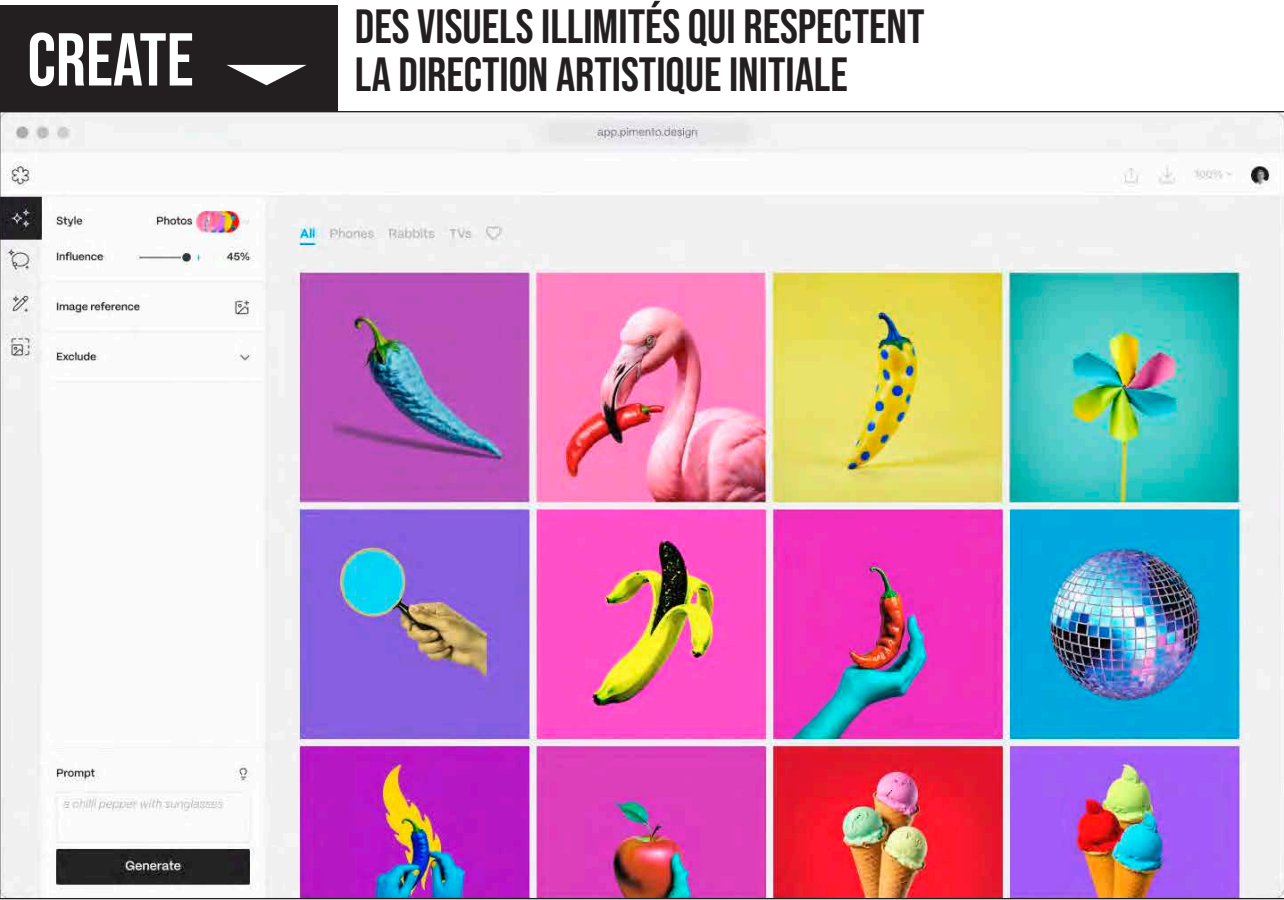 CREATE
DES VISUELS ILLIMITÉS QUI RESPECTENT
LA DIRECTION ARTISTIQUE INITIALE
app.pimento.design
100%
Style
Photos
Influence
45%
Image reference
Exclude
All Phones Rabbits TVs
Prompt
a chilli pepper with sunglasses
Generate